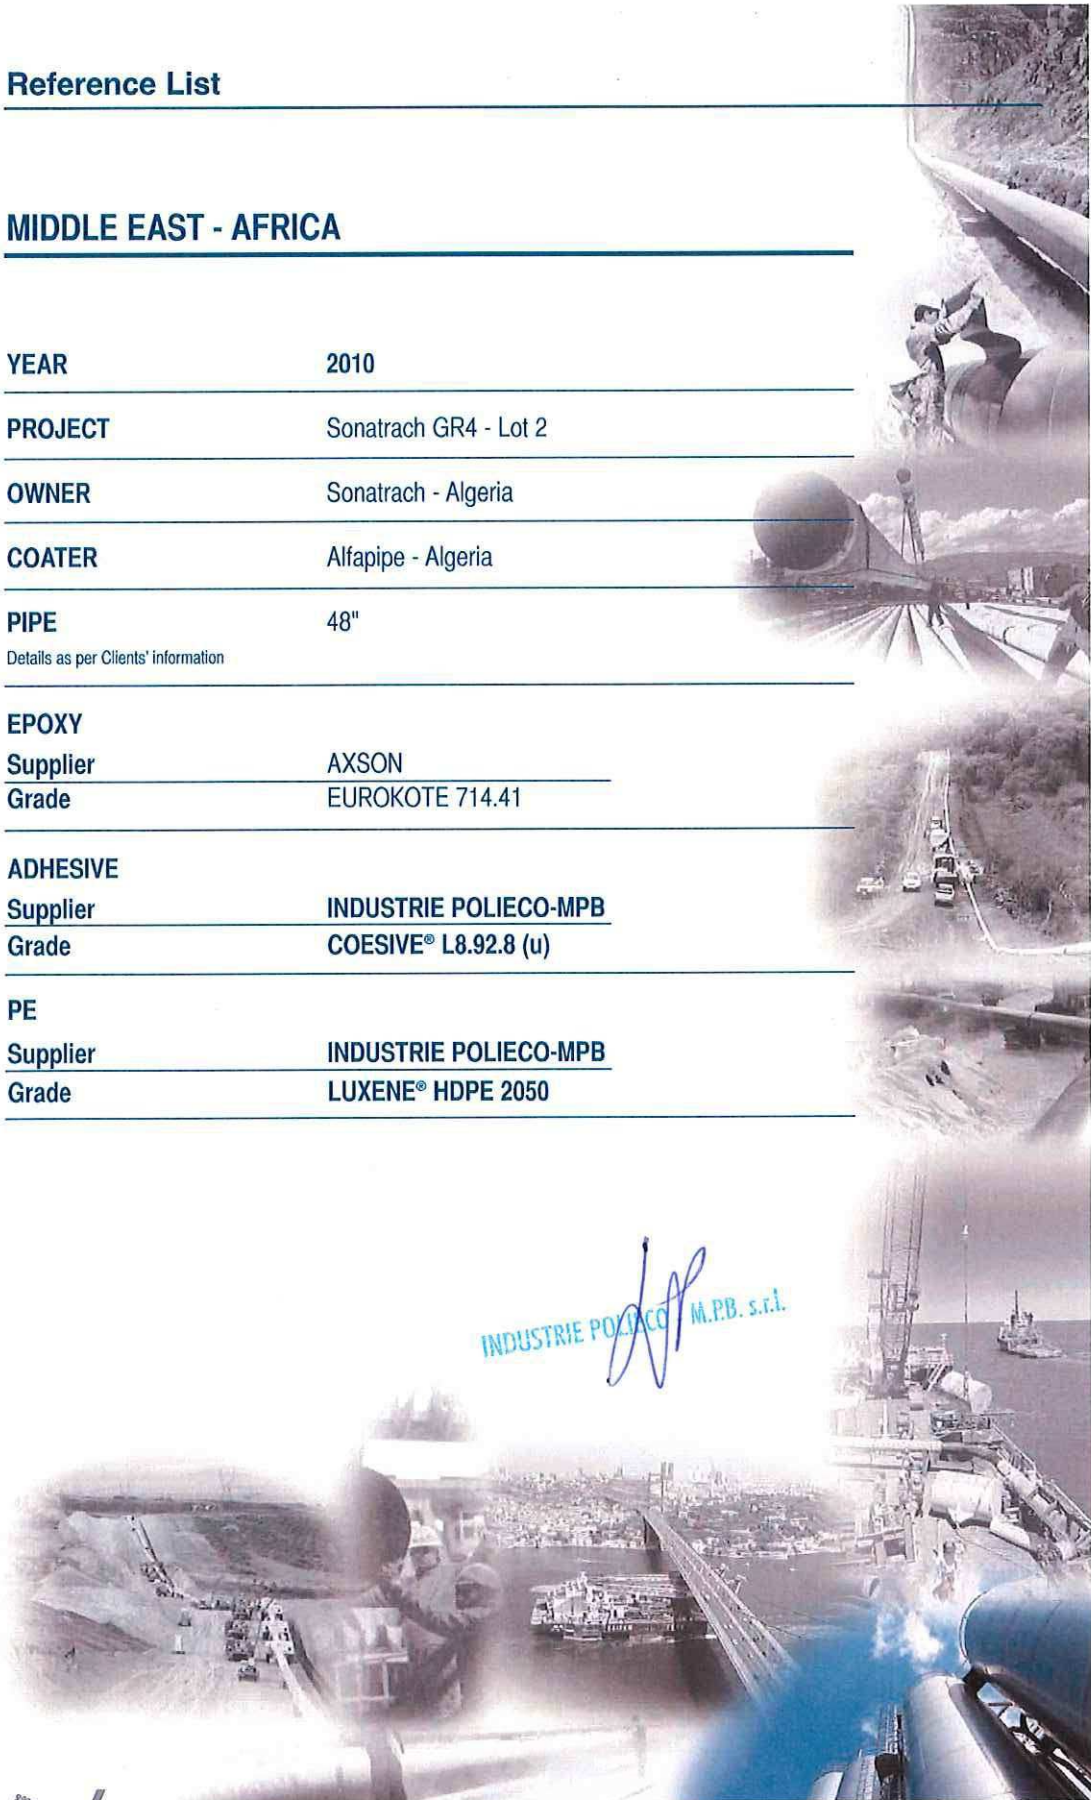 Reference List
MIDDLE EAST - AFRICA
YEAR 2010
PROJECT Sonatrach GR4 - Lot 2
OWNER Sonatrach - Algeria
COATER Alfapipe - Algeria
PIPE 48"
Details as per Clients' information
EPOXY
Supplier AXSON
Grade EUROKOTE 714.41
ADHESIVE
Supplier INDUSTRIE POLIECO-MPB
Grade COESIVE® L8.92.8 (u)
PE
Supplier INDUSTRIE POLIECO-MPB
Grade LUXENE® HDPE 2050
INDUSTRIE POLIECO M.P.B. s.r.l.